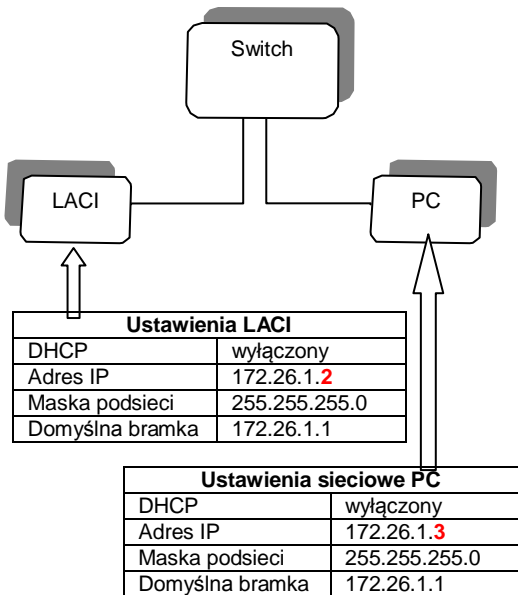 Switch
LACI
PC
Ustawienia LACI
DHCP wyłączony
Adres IP 172.26.1.2
Maska podsieci 255.255.255.0
Domyślna bramka 172.26.1.1
Ustawienia sieciowe PC
DHCP wyłączony
Adres IP 172.26.1.3
Maska podsieci 255.255.255.0
Domyślna bramka 172.26.1.1